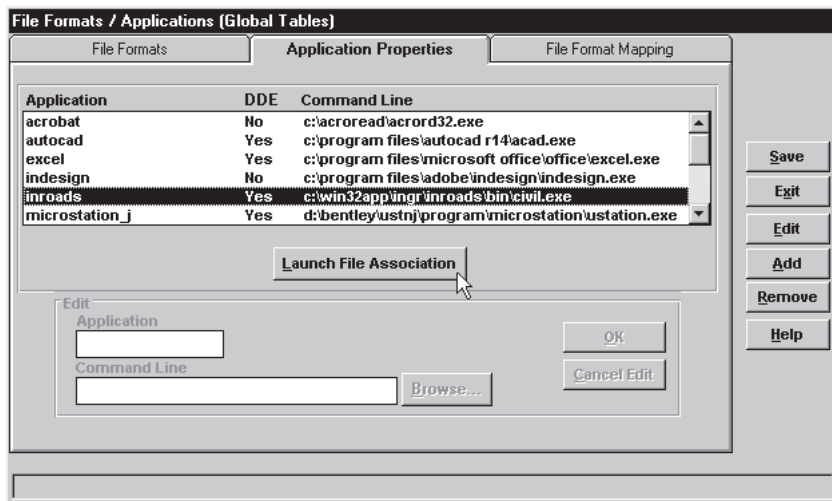 File Formats / Applications (Global Tables)
File Formats
Application Properties
File Format Mapping
Application DDE Command Line
acrobat No c:\acroread\acrord32.exe
autocad Yes c:\program files\autocad r14\acad.exe
excel Yes c:\program files\microsoft office\office\excel.exe
indesign No c:\program files\adobe\indesign\indesign.exe
inroads Yes c:\win32app\ingr\inroads\bin\civil.exe
microstation_j Yes d:\bentley\ustnj\program\microstation\ustation.exe
Launch File Association
Edit
Application
Command Line
Browse...
OK
Cancel Edit
Save
Exit
Edit
Add
Remove
Help